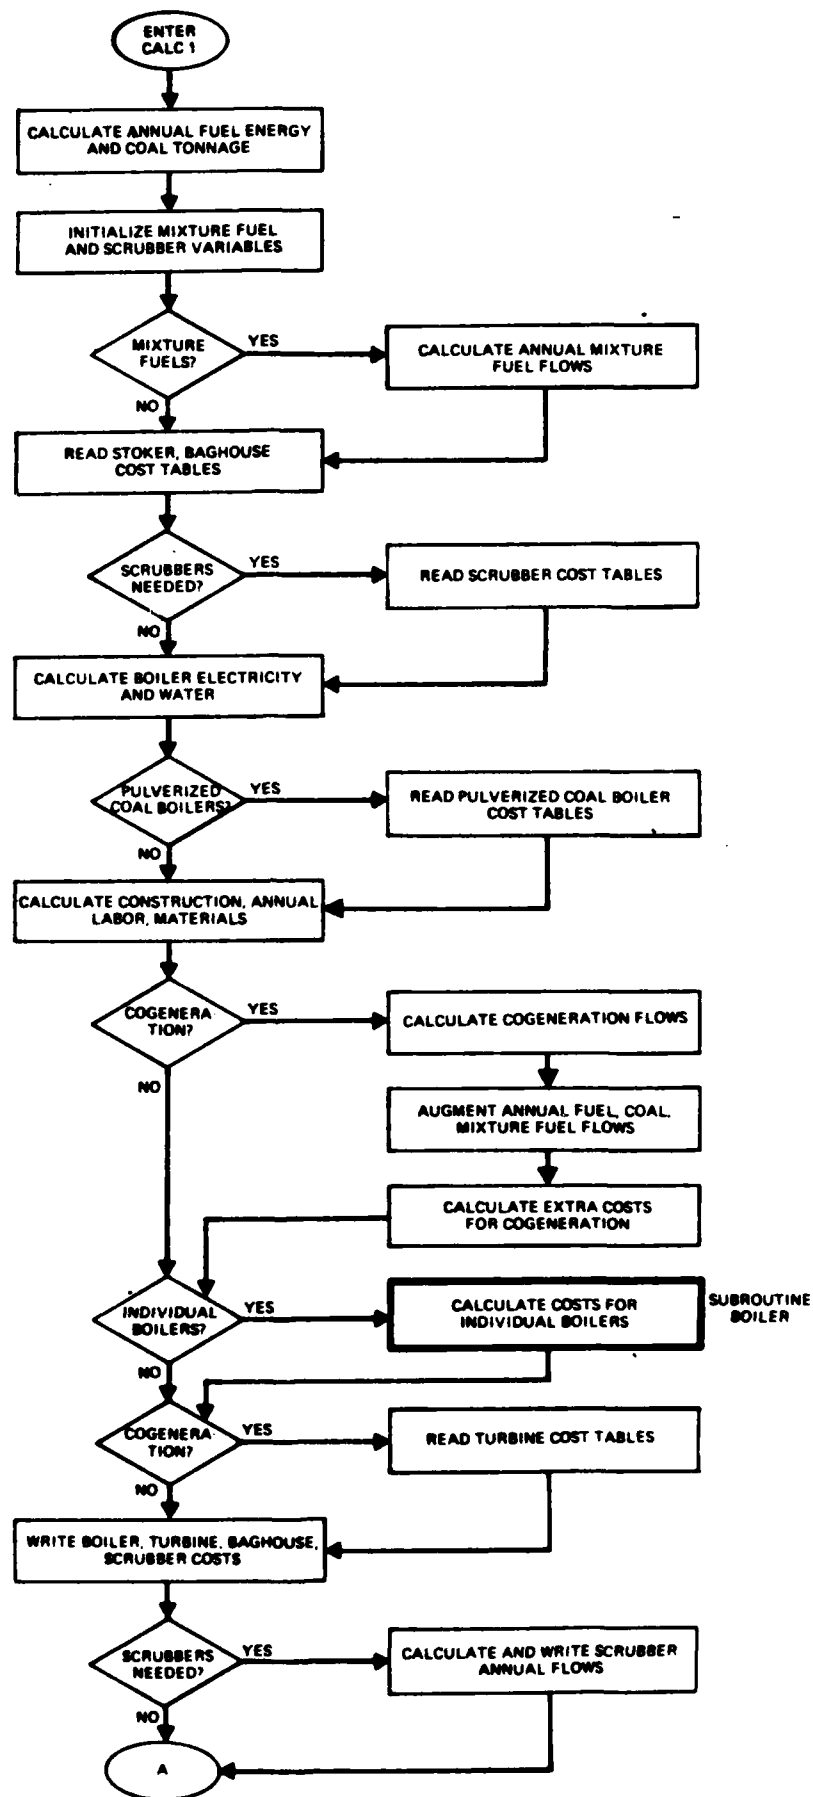 ENTER
CALC 1
CALCULATE ANNUAL FUEL ENERGY
AND COAL TONNAGE
INITIALIZE MIXTURE FUEL
AND SCRUBBER VARIABLES
MIXTURE
FUELS?
YES
CALCULATE ANNUAL MIXTURE
FUEL FLOWS
NO
READ STOKER, BAGHOUSE
COST TABLES
SCRUBBERS
NEEDED?
YES
READ SCRUBBER COST TABLES
NO
CALCULATE BOILER ELECTRICITY
AND WATER
PULVERIZED
COAL BOILERS?
YES
READ PULVERIZED COAL BOILER
COST TABLES
NO
CALCULATE CONSTRUCTION, ANNUAL
LABOR, MATERIALS
COGENERA
TION?
YES
CALCULATE COGENERATION FLOWS
NO
AUGMENT ANNUAL FUEL, COAL,
MIXTURE FUEL FLOWS
CALCULATE EXTRA COSTS
FOR COGENERATION
INDIVIDUAL
BOILERS?
YES
CALCULATE COSTS FOR
INDIVIDUAL BOILERS
SUBROUTINE
BOILER
NO
COGENERA
TION?
YES
READ TURBINE COST TABLES
NO
WRITE BOILER, TURBINE, BAGHOUSE,
SCRUBBER COSTS
SCRUBBERS
NEEDED?
YES
CALCULATE AND WRITE SCRUBBER
ANNUAL FLOWS
NO
A